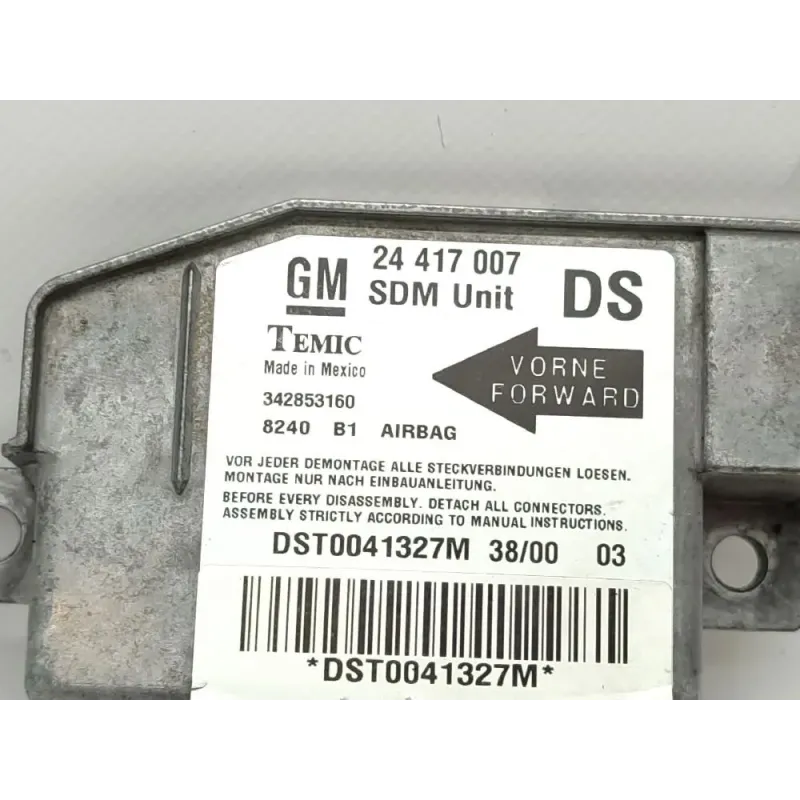 GM 24 417 007 DS
SDM Unit
TEMIC
Made in Mexico
VORNE
FORWARD
342853160
8240 B1 AIRBAG
VOR JEDER DEMONTAGE ALLE STECKVERBINDUNGEN LOESEN.
MONTAGE NUR NACH EINBAUANLEITUNG.
BEFORE EVERY DISASSEMBLY. DETACH ALL CONNECTORS.
ASSEMBLY STRICTLY ACCORDING TO MANUAL INSTRUCTIONS.
DST0041327M 38/00 03
*DST0041327M*